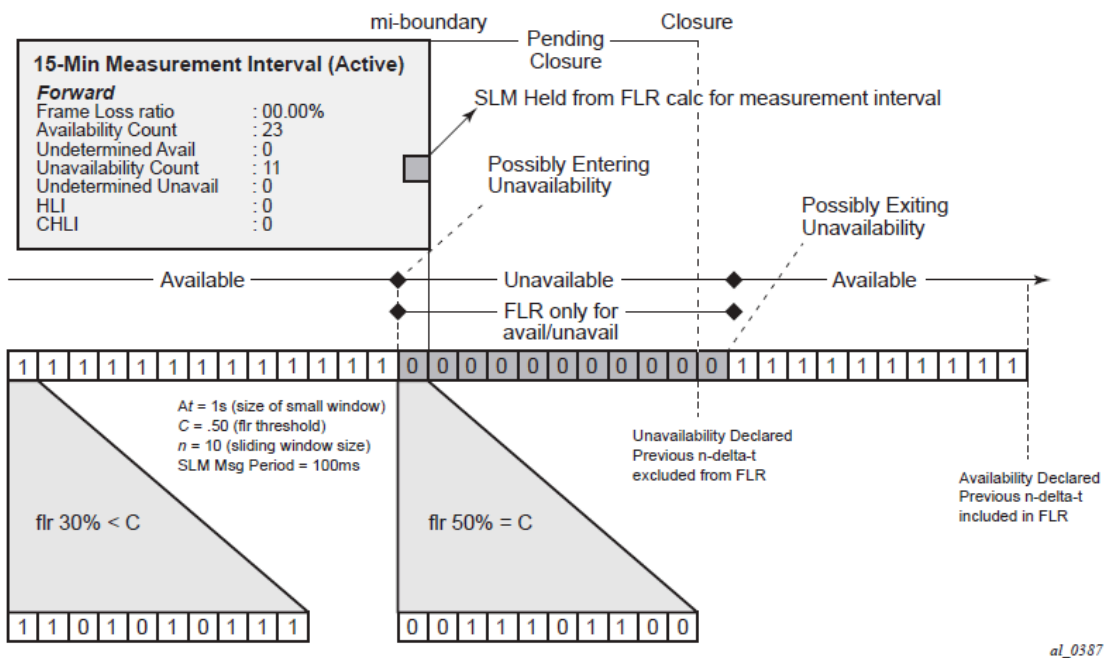 mi-boundary
Closure
Pending
Closure
15-Min Measurement Interval (Active)
Forward
Frame Loss ratio : 00.00%
Availability Count : 23
Undetermined Avail : 0
Unavailability Count : 11
Undetermined Unavail : 0
HLI : 0
CHLI : 0
SLM Held from FLR calc for measurement interval
Possibly Entering
Unavailability
Possibly Exiting
Unavailability
Available
Unavailable
Available
FLR only for
avail/unavail
1 1 1 1 1 1 1 1 1 1 1 1 1 0 0 0 0 0 0 0 0 0 0 0 1 1 1 1 1 1 1 1 1 1
At = 1s (size of small window)
C = .50 (flr threshold)
n = 10 (sliding window size)
SLM Msg Period = 100ms
Unavailability Declared
Previous n-delta-t
excluded from FLR
Availability Declared
Previous n-delta-t
included in FLR
flr 30% < C
flr 50% = C
1 1 0 1 0 1 0 1 1 1
0 0 1 1 1 0 1 1 0 0
al_0387